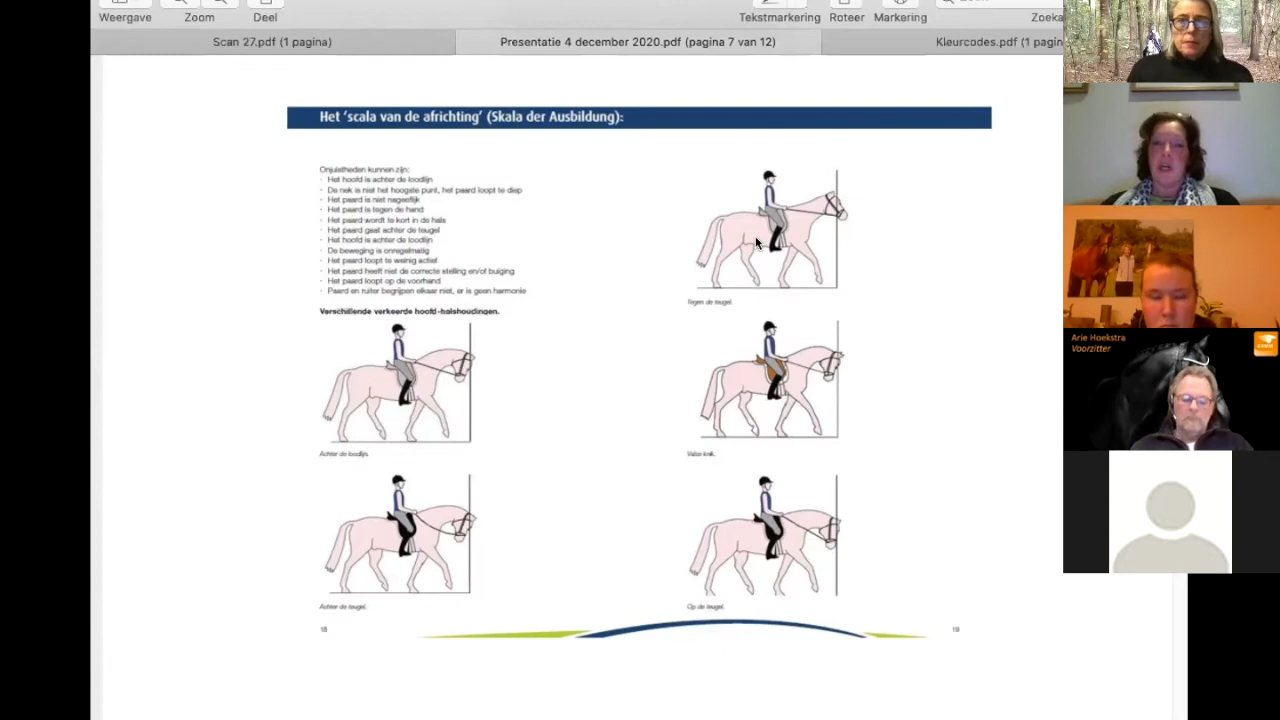 Weergave
Zoom
Deel
Tekstmarkering
Roteer
Markering
Scan 27.pdf (1 pagina)
Presentatie 4 december 2020.pdf (pagina 7 van 12)
Kleurcodes.pdf (1 pagin
Het 'scala van de africhting' (Skala der Ausbildung):
Onjuistheden kunnen zijn:
· Het hoofd is achter de loodlijn
· De nek is niet het hoogste punt, het paard loopt te diep
· Het paard is niet nageeflijk
· Het paard is tegen de hand
· Het paard wordt te kort in de hals
· Het paard gaat achter de teugel
· Het hoofd is achter de loodlijn
· De beweging is onregelmatig
· Het paard loopt te weinig actief
· Het paard heeft niet de correcte stelling en/of buiging
· Het paard loopt op de voorhand
· Paard en ruiter begrijpen elkaar niet, er is geen harmonie
Verschillende verkeerde hoofd-halshoudingen.
Tegen de teugel.
Achter de loodlijn.
Valse knik.
Achter de teugel.
Op de teugel.
18
19
Arie Hoekstra
Voorzitter